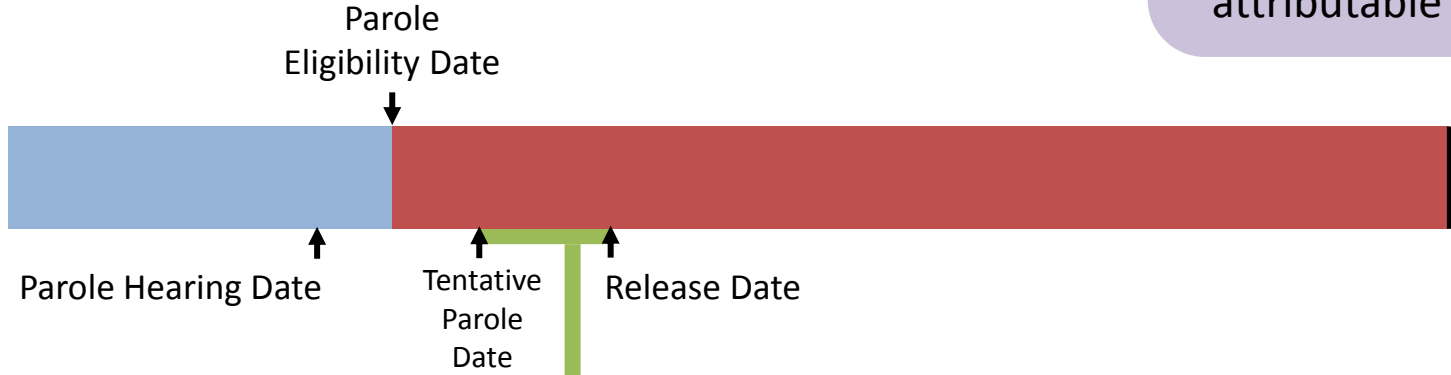 attributable
Parole
Eligibility Date
Parole Hearing Date
Tentative
Parole
Date
Release Date